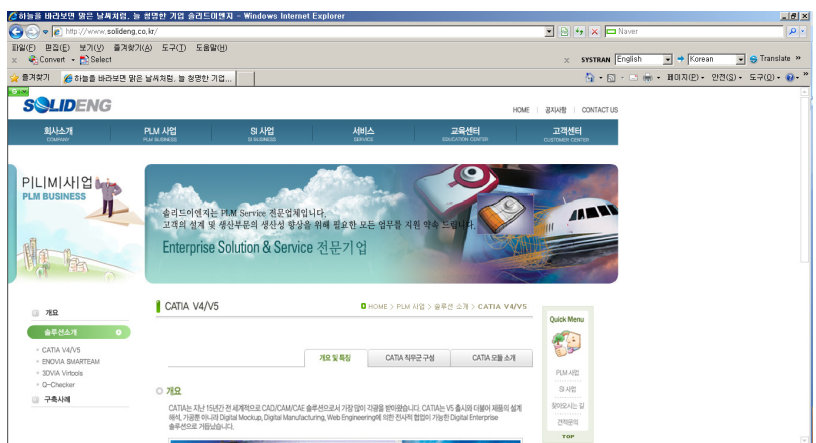 하늘을 바라보면 맑은 날씨처럼, 늘 청명한 기업 솔리드이엔지 - Windows Internet Explorer
http://www.solideng.co.kr/
Naver
파일(F) 편집(E) 보기(V) 즐겨찾기(A) 도구(T) 도움말(H)
x Convert Select
x SYSTRAN English Korean Translate »
즐겨찾기 하늘을 바라보면 맑은 날씨처럼, 늘 청명한 기업...
페이지(P) 안전(S) 도구(O) »
SOLIDENG
HOME 공지사항 CONTACT US
회사소개 PLM 사업 SI 사업 서비스 교육센터 고객센터
COMPANY PLM BUSINESS SI BUSINESS SERVICE EDUCATION CENTER CUSTOMER CENTER
P|L|M|사|업
PLM BUSINESS
솔리드이엔지는 PLM Service 전문업체입니다.
고객의 설계 및 생산부문의 생산성 향상을 위해 필요한 모든 업무를 지원 약속 드립니다.
Enterprise Solution & Service 전문기업
개요
솔루션소개
CATIA V4/V5
ENOVIA SMARTEAM
3DVIA Virtools
Q-Checker
구축사례
CATIA V4/V5
HOME > PLM 사업 > 솔루션 소개 > CATIA V4/V5
개요 및 특징 CATIA 직무군 구성 CATIA 모듈 소개
개요
CATIA는 지난 15년간 전 세계적으로 CAD/CAM/CAE 솔루션으로서 가장 많이 각광을 받아왔습니다. CATIA는 V5 출시와 더불어 제품의 설계
해석, 가공뿐 아니라 Digital Mockup, Digital Manufacturing, Web Engineering에 의한 전사적 협업이 가능한 Digital Enterprise
솔루션으로 거듭났습니다.
Quick Menu
PLM 사업
SI 사업
찾아오시는 길
견적문의
TOP